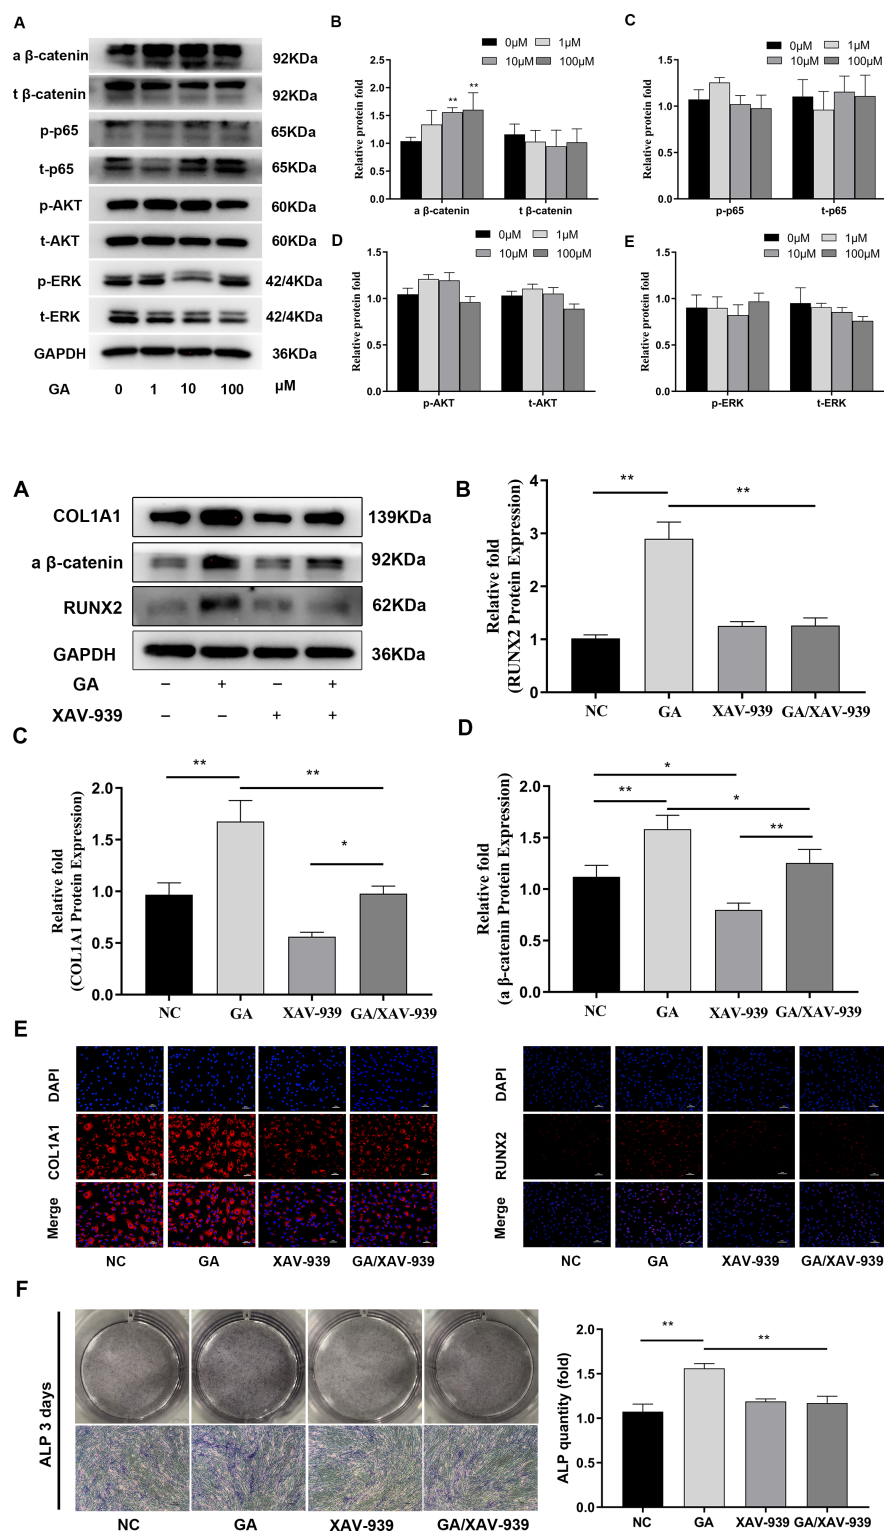 A
a β-catenin 92KDa
t β-catenin 92KDa
p-p65 65KDa
t-p65 65KDa
p-AKT 60KDa
t-AKT 60KDa
p-ERK 42/4KDa
t-ERK 42/4KDa
GAPDH 36KDa
GA 0 1 10 100 μM
B
0μM 1μM
10μM 100μM
Relative protein fold
2.5
2.0
1.5
1.0
0.5
0.0
** **
a β-catenin t β-catenin
C
0μM 1μM
10μM 100μM
Relative protein fold
1.5
1.0
0.5
0.0
p-p65 t-p65
D
0μM 1μM
10μM 100μM
Relative protein fold
1.5
1.0
0.5
0.0
p-AKT t-AKT
E
0μM 1μM
10μM 100μM
Relative protein fold
1.5
1.0
0.5
0.0
p-ERK t-ERK
A
COL1A1 139KDa
a β-catenin 92KDa
RUNX2 62KDa
GAPDH 36KDa
GA – + – +
XAV-939 – – + +
B
Relative fold
(RUNX2 Protein Expression)
4
3
2
1
0
** **
NC GA XAV-939 GA/XAV-939
C
Relative fold
(COL1A1 Protein Expression)
2.0
1.5
1.0
0.5
0.0
** **
*
NC GA XAV-939 GA/XAV-939
D
Relative fold
(a β-catenin Protein Expression)
2.0
1.5
1.0
0.5
0.0
*
** *
**
NC GA XAV-939 GA/XAV-939
E
DAPI
COL1A1
Merge
NC GA XAV-939 GA/XAV-939
DAPI
RUNX2
Merge
NC GA XAV-939 GA/XAV-939
F
ALP 3 days
NC GA XAV-939 GA/XAV-939
ALP quantity (fold)
2.0
1.5
1.0
0.5
0.0
** **
NC GA XAV-939 GA/XAV-939